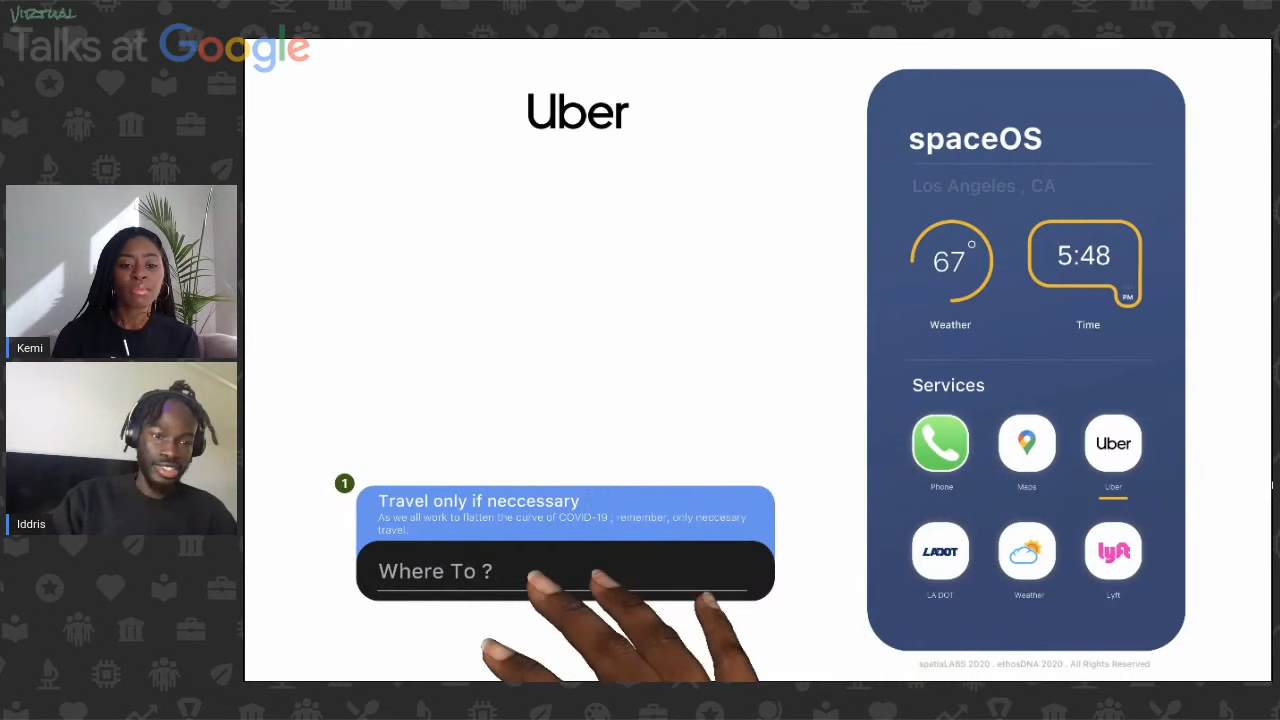 VIRTUAL
Talks at Google
Kemi
Iddris
Uber
1
Travel only if neccessary
As we all work to flatten the curve of COVID-19 ; remember, only neccesary
travel.
Where To ?
spaceOS
Los Angeles , CA
67°
5:48
PM
Weather
Time
Services
Uber
Phone
Maps
Uber
LADOT
lyft
LA DOT
Weather
Lyft
spatiaLABS 2020 . ethosDNA 2020 . All Rights Reserved